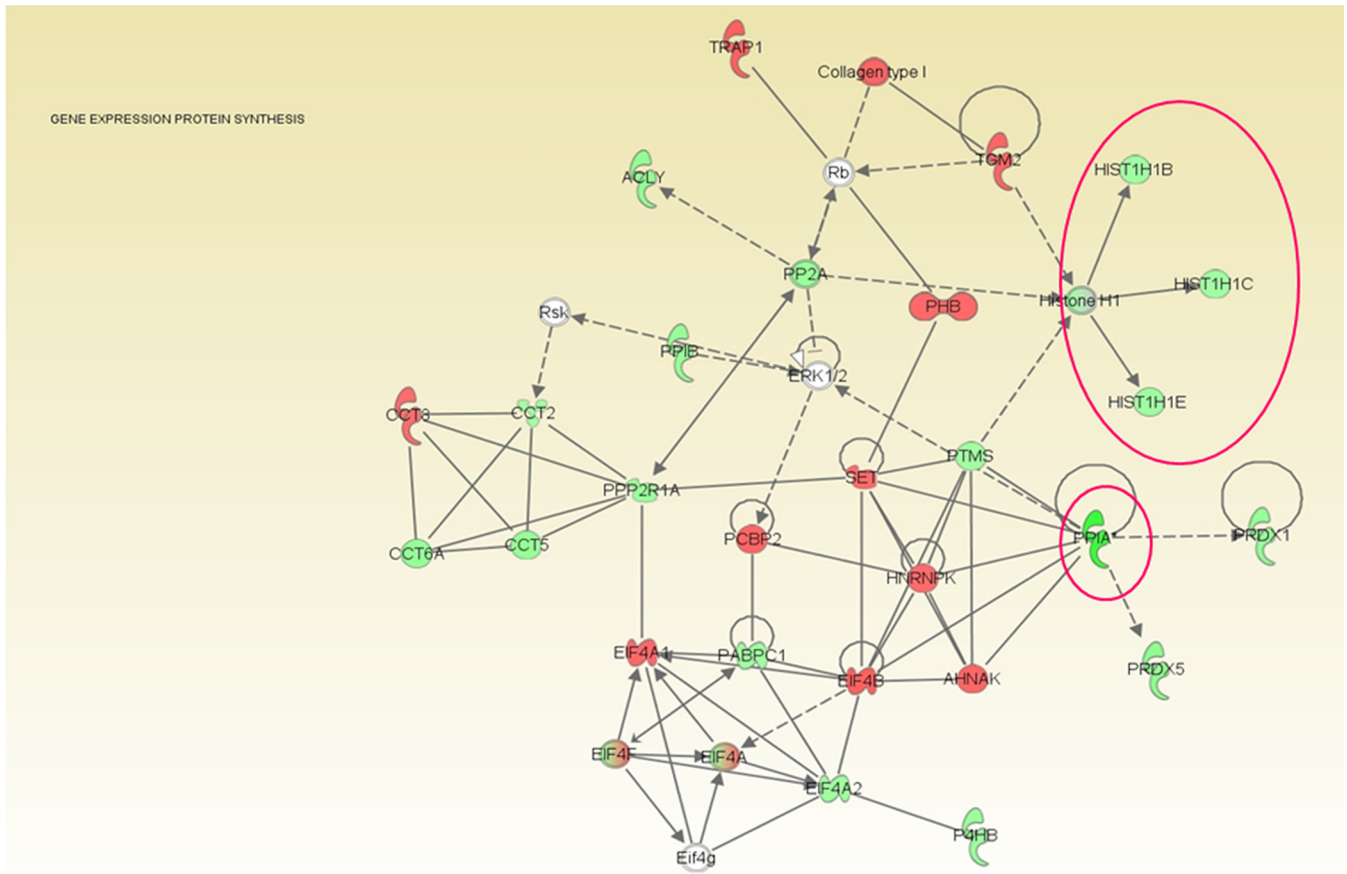 TRAP1
Collagen type I
GENE EXPRESSION PROTEIN SYNTHESIS
TGM2
Rb
ACLY
HIST1H1B
PP2A
HIST1H1C
Histone H1
PHB
Rsk
PPIB
ERK1/2
HIST1H1E
CCT3
CCT2
PTMS
SET
PPP2R1A
PCBP2
PPIA
PRDX1
CCT6A
CCT5
HNRNPK
EIF4A1
PABPC1
EIF4B
AHNAK
PRDX5
EIF4F
EIF4A
EIF4A2
P4HB
Eif4g